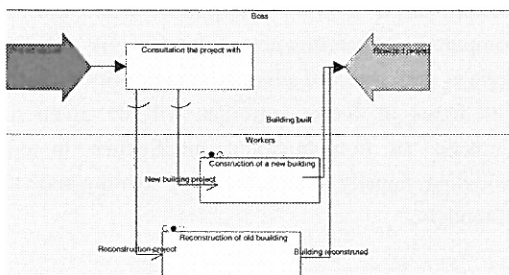 Boss
Consultation the project with
Building built
Workers
Construction of a new building
New building project
Reconstruction of old buuilding
Reconstruction project
Building reconstruned